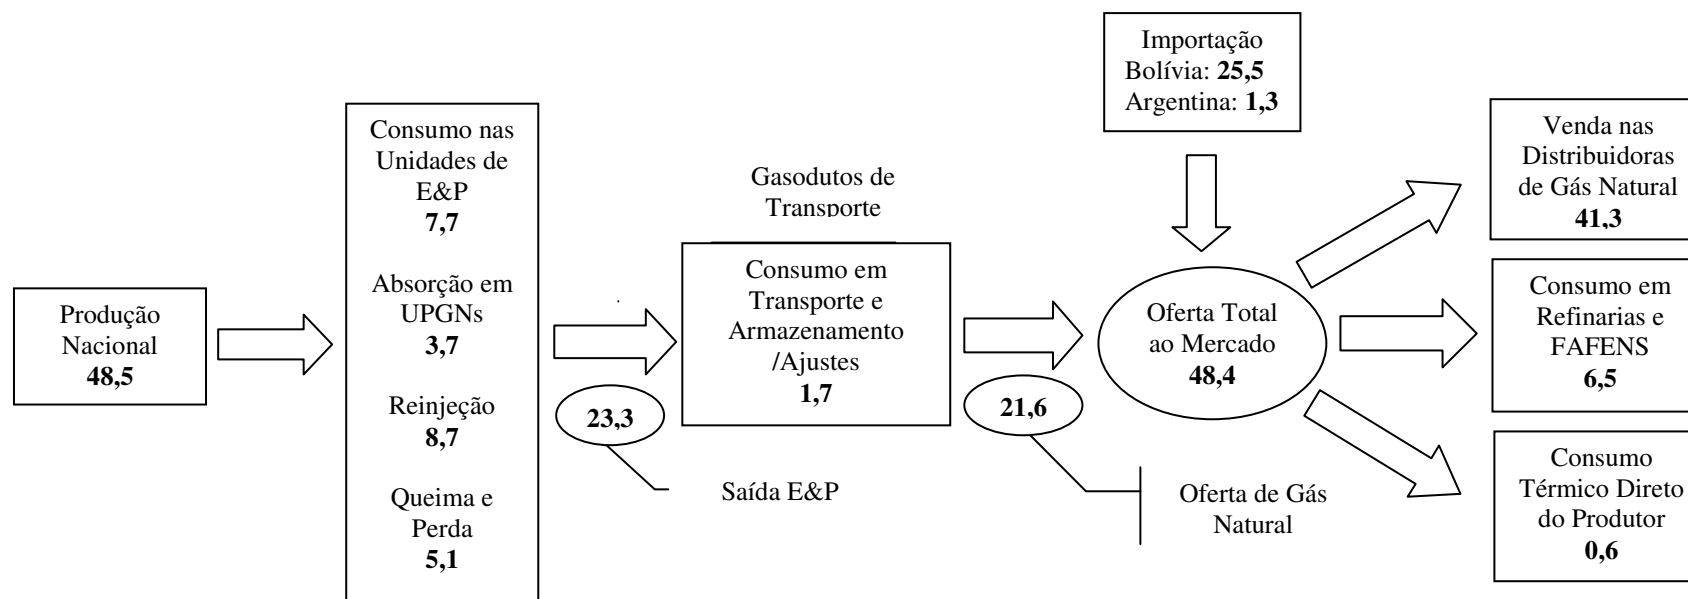 Produção
Nacional
48,5
Consumo nas
Unidades de
E&P
7,7
Absorção em
UPGNs
3,7
Reinjeção
8,7
Queima e
Perda
5,1
23,3
Saída E&P
Gasodutos de
Transporte
Consumo em
Transporte e
Armazenamento
/Ajustes
1,7
21,6
Oferta de Gás
Natural
Importação
Bolívia: 25,5
Argentina: 1,3
Oferta Total
ao Mercado
48,4
Venda nas
Distribuidoras
de Gás Natural
41,3
Consumo em
Refinarias e
FAFENS
6,5
Consumo
Térmico Direto
do Produtor
0,6